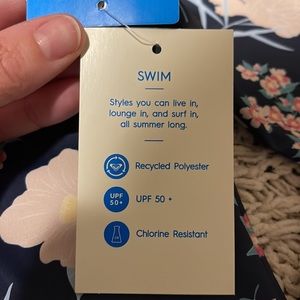 SWIM
Styles you can live in,
lounge in, and surf in,
all summer long.
Recycled Polyester
UPF
50+
UPF 50 +
Chlorine Resistant